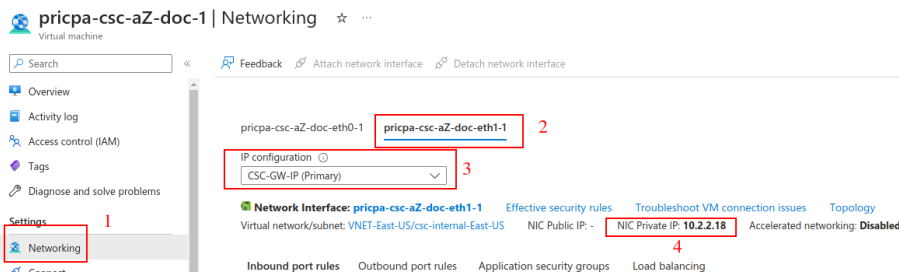 pricpa-csc-aZ-doc-1 | Networking ☆ ...
Virtual machine
Search «
Feedback Attach network interface Detach network interface
Overview
Activity log
Access control (IAM)
Tags
Diagnose and solve problems
Settings 1
Networking
Connect
pricpa-csc-aZ-doc-eth0-1 pricpa-csc-aZ-doc-eth1-1 2
IP configuration
CSC-GW-IP (Primary) 3
Network Interface: pricpa-csc-aZ-doc-eth1-1 Effective security rules Troubleshoot VM connection issues Topology
Virtual network/subnet: VNET-East-US/csc-internal-East-US NIC Public IP: - NIC Private IP: 10.2.2.18 Accelerated networking: Disabled
4
Inbound port rules Outbound port rules Application security groups Load balancing